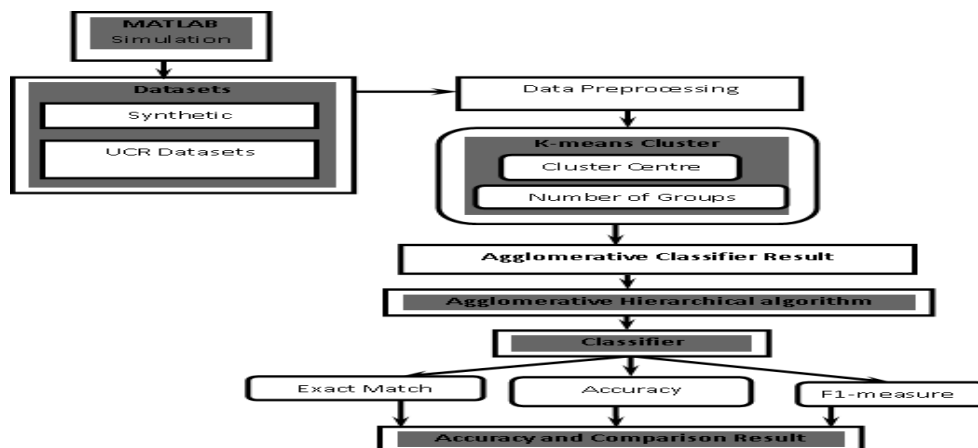 MATLAB
Simulation
Datasets
Synthetic
UCR Datasets
Data Preprocessing
K-means Cluster
Cluster Centre
Number of Groups
Agglomerative Classifier Result
Agglomerative Hierarchical algorithm
Classifier
Exact Match
Accuracy
F1-measure
Accuracy and Comparison Result